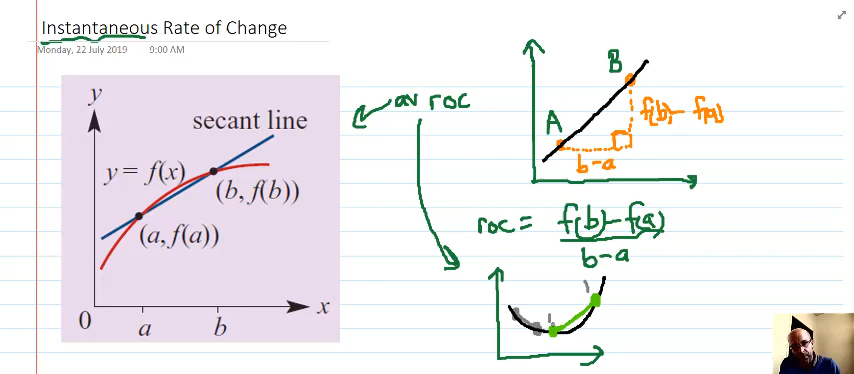 Instantaneous Rate of Change
Monday, 22 July 2019 9:00 AM
y
secant line
y = f(x)
(b, f(b))
(a, f(a))
0
a
b
x
av roc
A
B
f(b) - f(a)
b-a
roc = f(b)-f(a)
b-a